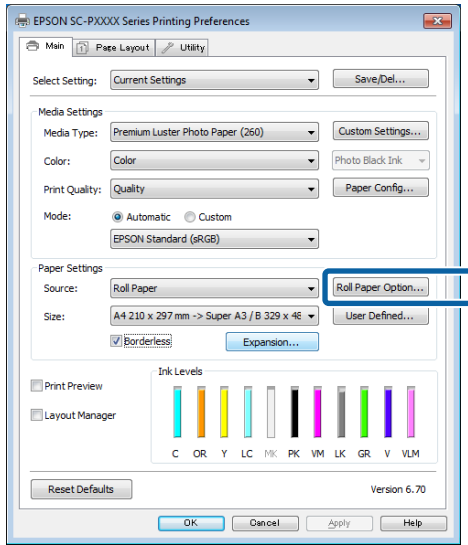 EPSON SC-PXXXX Series Printing Preferences
Main Page Layout Utility
Select Setting: Current Settings Save/Del...
Media Settings
Media Type: Premium Luster Photo Paper (260) Custom Settings...
Color: Color Photo Black Ink
Print Quality: Quality Paper Config...
Mode: Automatic Custom
EPSON Standard (sRGB)
Paper Settings
Source: Roll Paper Roll Paper Option...
Size: A4 210 x 297 mm -> Super A3 / B 329 x 48 User Defined...
Borderless Expansion...
Ink Levels
Print Preview
Layout Manager
C OR Y LC MK PK VM LK GR V VLM
Reset Defaults Version 6.70
OK Cancel Apply Help